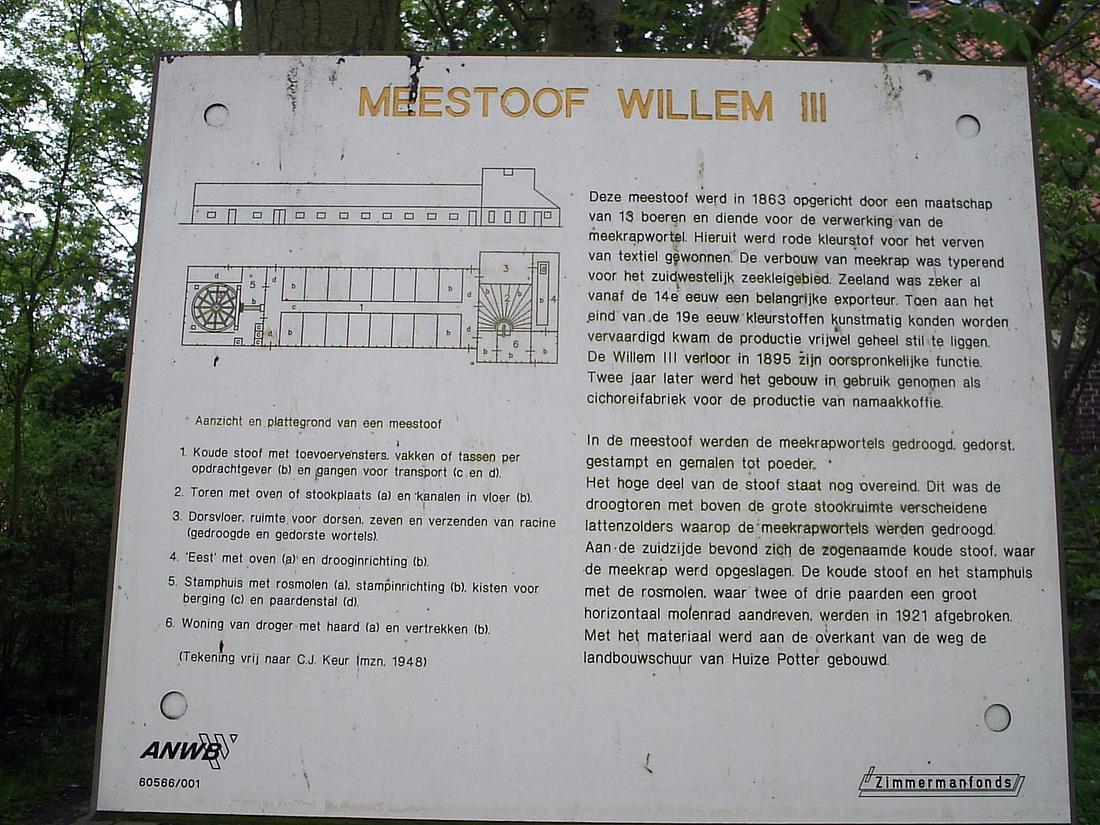 MEESTOOF WILLEM III
Deze meestoof werd in 1863 opgericht door een maatschap
van 13 boeren en diende voor de verwerking van de
meekrapwortel. Hieruit werd rode kleurstof voor het verven
van textiel gewonnen. De verbouw van meekrap was typerend
voor het zuidwestelijk zeekleigebied. Zeeland was zeker al
vanaf de 14e eeuw een belangrijke exporteur. Toen aan het
eind van de 19e eeuw kleurstoffen kunstmatig konden worden
vervaardigd kwam de productie vrijwel geheel stil te liggen.
De Willem III verloor in 1895 zijn oorspronkelijke functie.
Twee jaar later werd het gebouw in gebruik genomen als
cichoreifabriek voor de productie van namaakkoffie.
In de meestoof werden de meekrapwortels gedroogd, gedorst,
gestampt en gemalen tot poeder.
Het hoge deel van de stoof staat nog overeind. Dit was de
droogtoren met boven de grote stookruimte verscheidene
lattenzolders waarop de meekrapwortels werden gedroogd.
Aan de zuidzijde bevond zich de zogenaamde koude stoof, waar
de meekrap werd opgeslagen. De koude stoof en het stamphuis
met de rosmolen, waar twee of drie paarden een groot
horizontaal molenrad aandreven, werden in 1921 afgebroken.
Met het materiaal werd aan de overkant van de weg de
landbouwschuur van Huize Potter gebouwd.
Aanzicht en plattegrond van een meestoof
1. Koude stoof met toevoervensters, vakken of tassen per
opdrachtgever (b) en gangen voor transport (c en d).
2. Toren met oven of stookplaats (a) en kanalen in vloer (b).
3. Dorsvloer, ruimte voor dorsen, zeven en verzenden van racine
(gedroogde en gedorste wortels).
4. 'Eest' met oven (a) en drooginrichting (b).
5. Stamphuis met rosmolen (a), stampinrichting (b), kisten voor
berging (c) en paardenstal (d).
6. Woning van droger met haard (a) en vertrekken (b).
(Tekening vrij naar C.J. Keur Imzn. 1948)
ANWB
60566/001
Zimmermanfonds